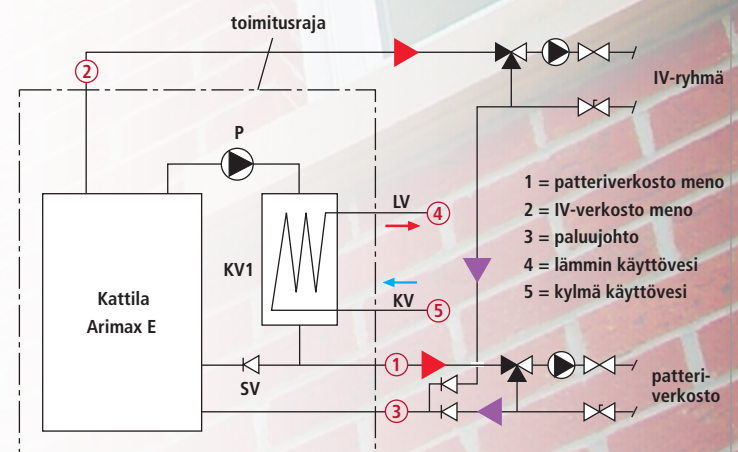 toimitusraja
2
P
IV-ryhmä
1 = patteriverkosto meno
2 = IV-verkosto meno
3 = paluujohto
4 = lämmin käyttövesi
5 = kylmä käyttövesi
LV
4
KV1
Kattila
Arimax E
KV
5
SV
1
3
patteri-
verkosto